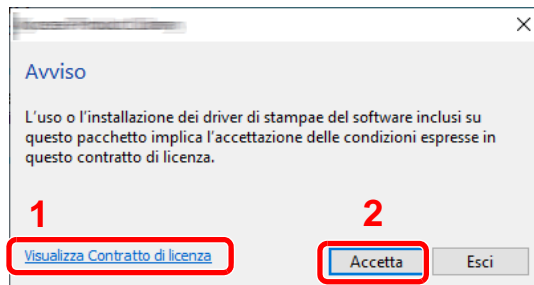 Avviso
L'uso o l'installazione dei driver di stampae del software inclusi su
questo pacchetto implica l'accettazione delle condizioni espresse in
questo contratto di licenza.
1
2
Visualizza Contratto di licenza
Accetta
Esci